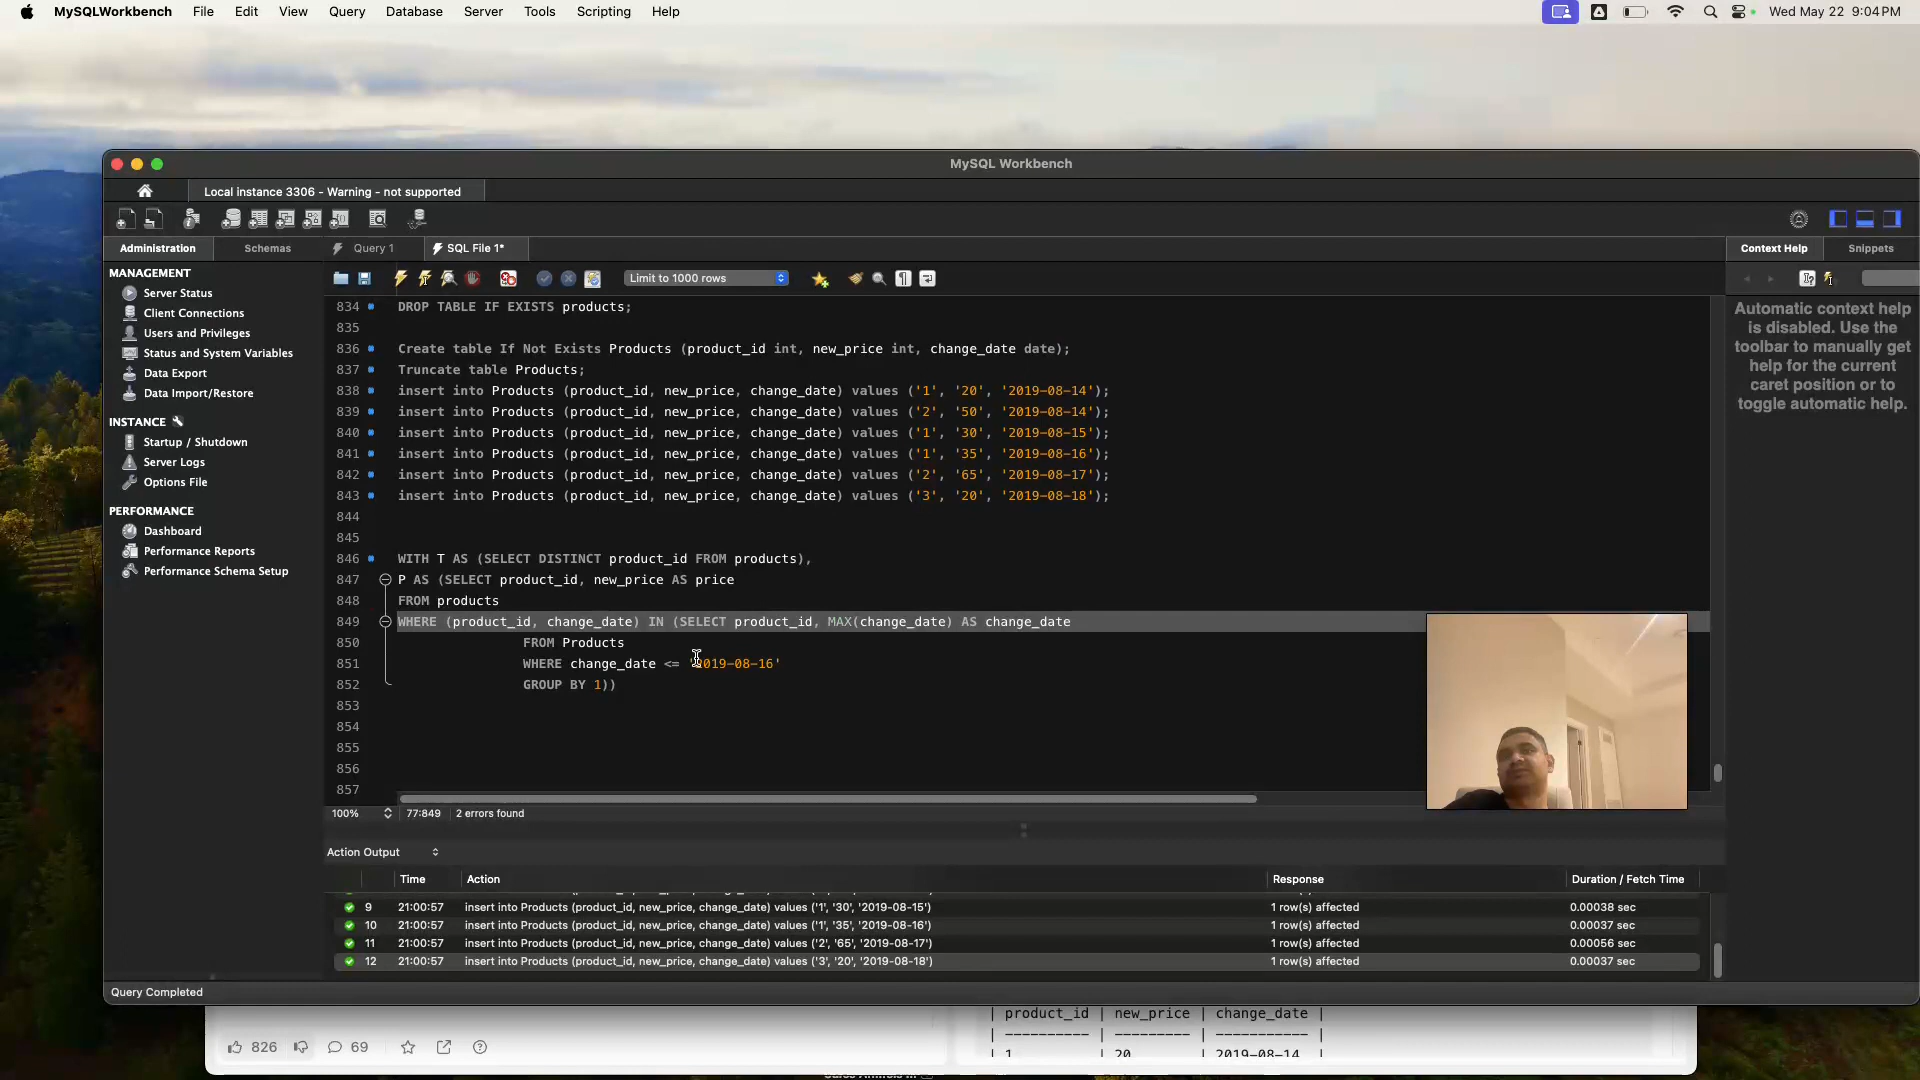 MySQLWorkbench File Edit View Query Database Server Tools Scripting Help Wed May 22 9:04 PM
MySQL Workbench
Local instance 3306 - Warning - not supported
Administration Schemas Query 1 SQL File 1* Context Help Snippets
MANAGEMENT
Server Status
Client Connections
Users and Privileges
Status and System Variables
Data Export
Data Import/Restore
INSTANCE
Startup / Shutdown
Server Logs
Options File
PERFORMANCE
Dashboard
Performance Reports
Performance Schema Setup
Limit to 1000 rows
834 DROP TABLE IF EXISTS products;
835
836 Create table If Not Exists Products (product_id int, new_price int, change_date date);
837 Truncate table Products;
838 insert into Products (product_id, new_price, change_date) values ('1', '20', '2019-08-14');
839 insert into Products (product_id, new_price, change_date) values ('2', '50', '2019-08-14');
840 insert into Products (product_id, new_price, change_date) values ('1', '30', '2019-08-15');
841 insert into Products (product_id, new_price, change_date) values ('1', '35', '2019-08-16');
842 insert into Products (product_id, new_price, change_date) values ('2', '65', '2019-08-17');
843 insert into Products (product_id, new_price, change_date) values ('3', '20', '2019-08-18');
844
845
846 WITH T AS (SELECT DISTINCT product_id FROM products),
847 P AS (SELECT product_id, new_price AS price
848 FROM products
849 WHERE (product_id, change_date) IN (SELECT product_id, MAX(change_date) AS change_date
850 FROM Products
851 WHERE change_date <= '2019-08-16'
852 GROUP BY 1))
853
854
855
856
857
100% 77:849 2 errors found
Automatic context help
is disabled. Use the
toolbar to manually get
help for the current
caret position or to
toggle automatic help.
Action Output
Time Action Response Duration / Fetch Time
9 21:00:57 insert into Products (product_id, new_price, change_date) values ('1', '30', '2019-08-15') 1 row(s) affected 0.00038 sec
10 21:00:57 insert into Products (product_id, new_price, change_date) values ('1', '35', '2019-08-16') 1 row(s) affected 0.00037 sec
11 21:00:57 insert into Products (product_id, new_price, change_date) values ('2', '65', '2019-08-17') 1 row(s) affected 0.00056 sec
12 21:00:57 insert into Products (product_id, new_price, change_date) values ('3', '20', '2019-08-18') 1 row(s) affected 0.00037 sec
Query Completed
| product_id | new_price | change_date |
| ---------- | --------- | ----------- |
| 1 | 20 | 2019-08-14 |
826 69